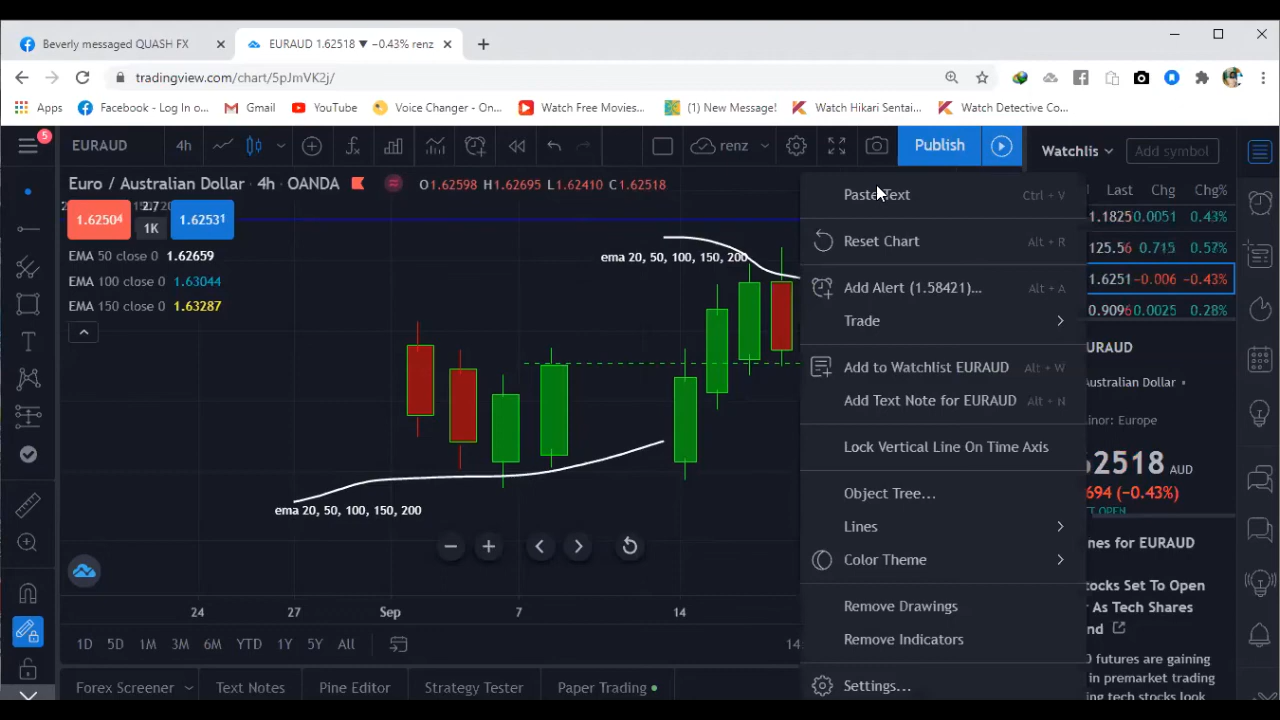 Beverly messaged QUASH FX
EURAUD 1.62518 ▼ −0.43% renz
tradingview.com/chart/5pJmVK2j/
Apps
Facebook - Log In o...
Gmail
YouTube
Voice Changer - On...
Watch Free Movies...
(1) New Message!
Watch Hikari Sentai...
Watch Detective Co...
5
EURAUD
4h
renz
Publish
Watchlis
Add symbol
Euro / Australian Dollar • 4h • OANDA
O1.62598 H1.62695 L1.62410 C1.62518
Last Chg Chg%
1.62504
2.7
1K
1.62531
EMA 50 close 0 1.62659
EMA 100 close 0 1.63044
EMA 150 close 0 1.63287
ema 20, 50, 100, 150, 200
ema 20, 50, 100, 150, 200
Paste Text Ctrl + V
Reset Chart Alt + R
Add Alert (1.58421)... Alt + A
Trade
Add to Watchlist EURAUD Alt + W
Add Text Note for EURAUD Alt + N
Lock Vertical Line On Time Axis
Object Tree...
Lines
Color Theme
Remove Drawings
Remove Indicators
Settings...
1.1825 0.0051 0.43%
125.56 0.715 0.57%
1.6251 −0.006 −0.43%
0.9096 0.0025 0.28%
EURAUD
Australian Dollar •
inor: Europe
62518 AUD
694 (−0.43%)
nes for EURAUD
tocks Set To Open
r As Tech Shares
nd
0 futures are gaining
n premarket trading
ing tech stocks look
24 27 Sep 7 14
1D 5D 1M 3M 6M YTD 1Y 5Y All
14:
Forex Screener
Text Notes
Pine Editor
Strategy Tester
Paper Trading